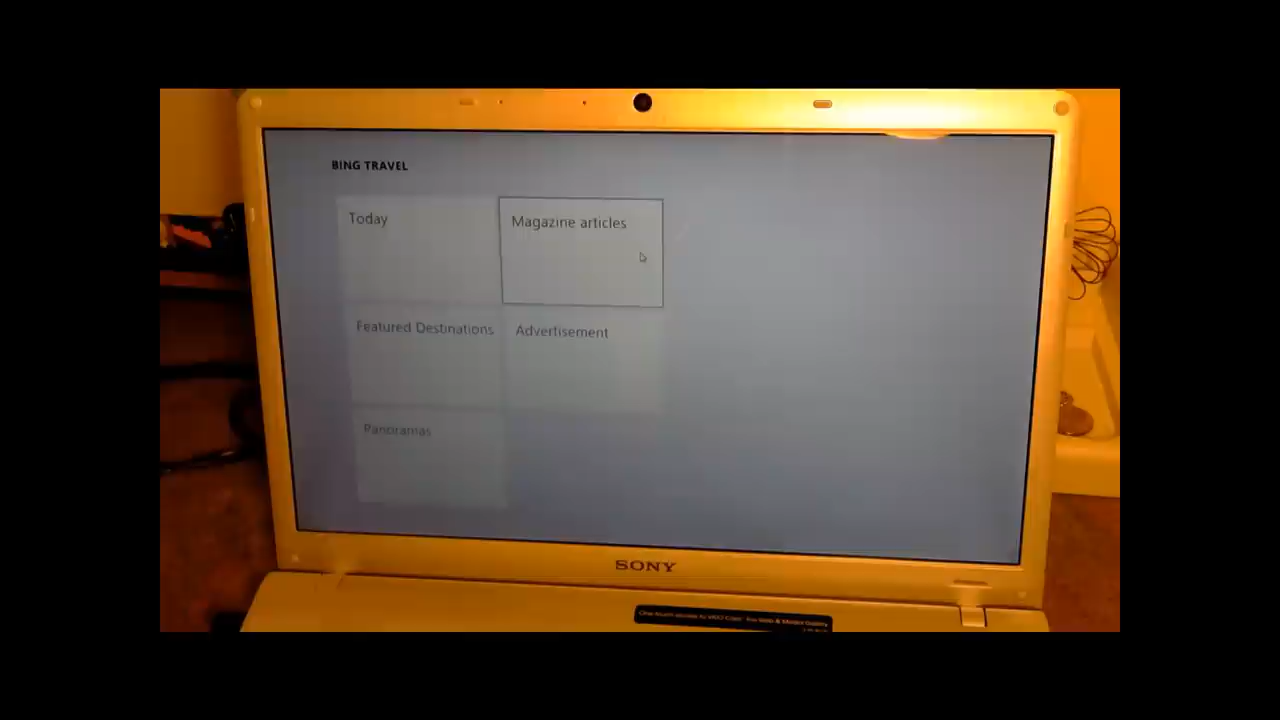 BING TRAVEL
Today
Magazine articles
Featured Destinations
Advertisement
Panoramas
SONY